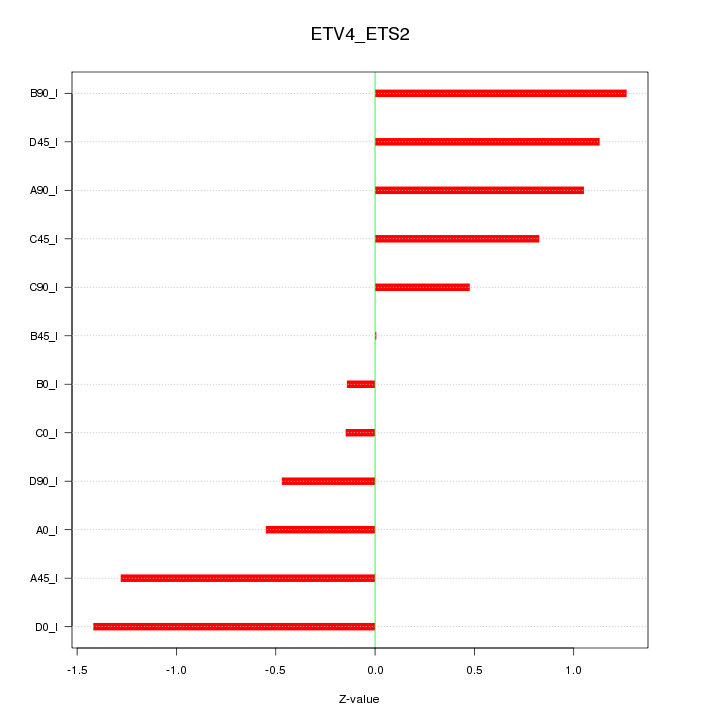 ETV4_ETS2
B90_I
D45_I
A90_I
C45_I
C90_I
B45_I
B0_I
C0_I
D90_I
A0_I
A45_I
D0_I
-1.5 -1.0 -0.5 0.0 0.5 1.0
Z-value